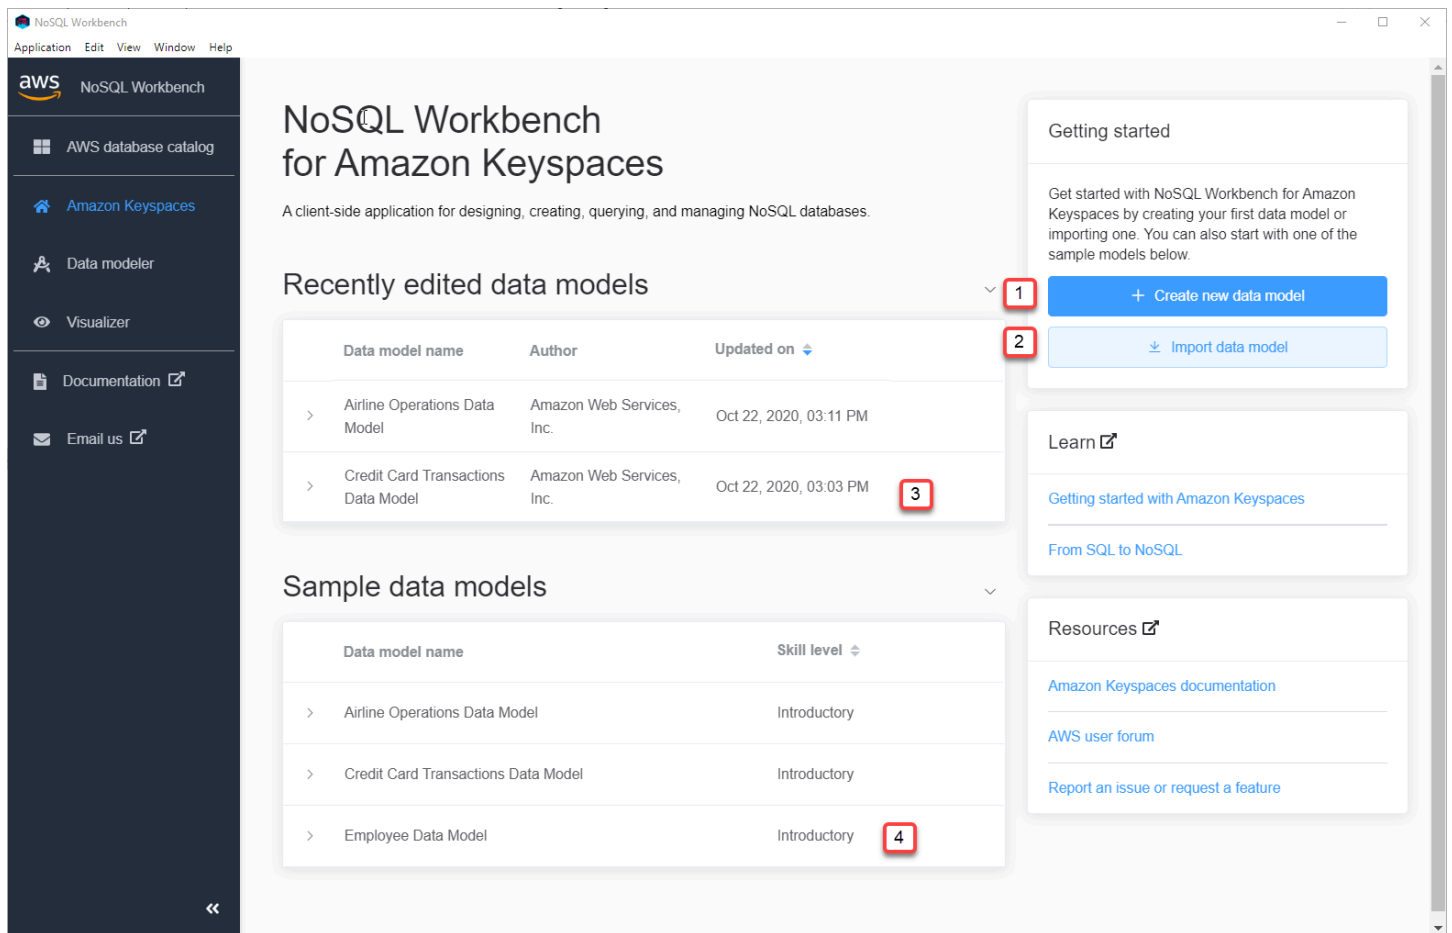 NoSQL Workbench
Application Edit View Window Help
aws NoSQL Workbench
AWS database catalog
Amazon Keyspaces
Data modeler
Visualizer
Documentation
Email us
NoSQL Workbench
for Amazon Keyspaces
A client-side application for designing, creating, querying, and managing NoSQL databases.
Recently edited data models
Data model name Author Updated on
Airline Operations Data Amazon Web Services,
Model Inc. Oct 22, 2020, 03:11 PM
Credit Card Transactions Amazon Web Services,
Data Model Inc. Oct 22, 2020, 03:03 PM
3
Sample data models
Data model name Skill level
Airline Operations Data Model Introductory
Credit Card Transactions Data Model Introductory
Employee Data Model Introductory
4
Getting started
Get started with NoSQL Workbench for Amazon
Keyspaces by creating your first data model or
importing one. You can also start with one of the
sample models below.
1 + Create new data model
2 Import data model
Learn
Getting started with Amazon Keyspaces
From SQL to NoSQL
Resources
Amazon Keyspaces documentation
AWS user forum
Report an issue or request a feature